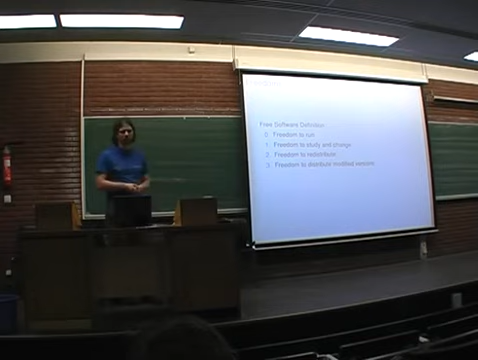 Free Software Definition
0. Freedom to run
1. Freedom to study and change
2. Freedom to redistribute
3. Freedom to distribute modified versions